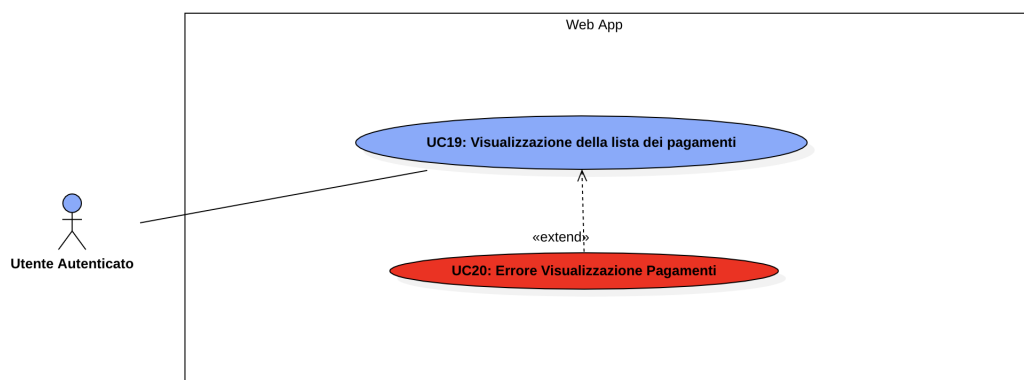 Web App
UC19: Visualizzazione della lista dei pagamenti
Utente Autenticato
«extend»
UC20: Errore Visualizzazione Pagamenti